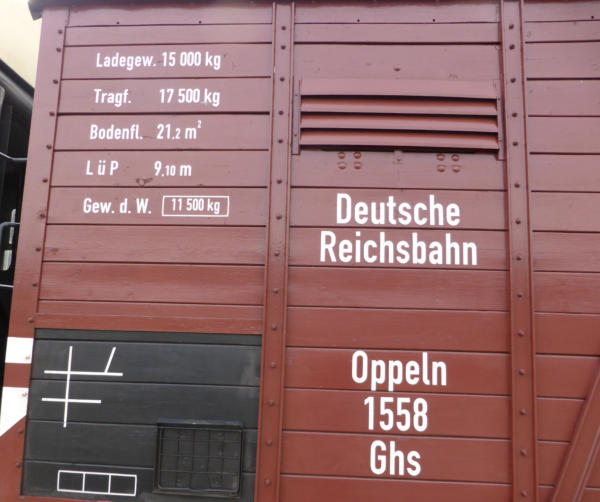 Ladegew. 15 000 kg
Tragf. 17 500 kg
Bodenfl. 21,2 m²
L ü P 9,10 m
Gew. d. W. 11 500 kg
Deutsche
Reichsbahn
Oppeln
1558
Ghs